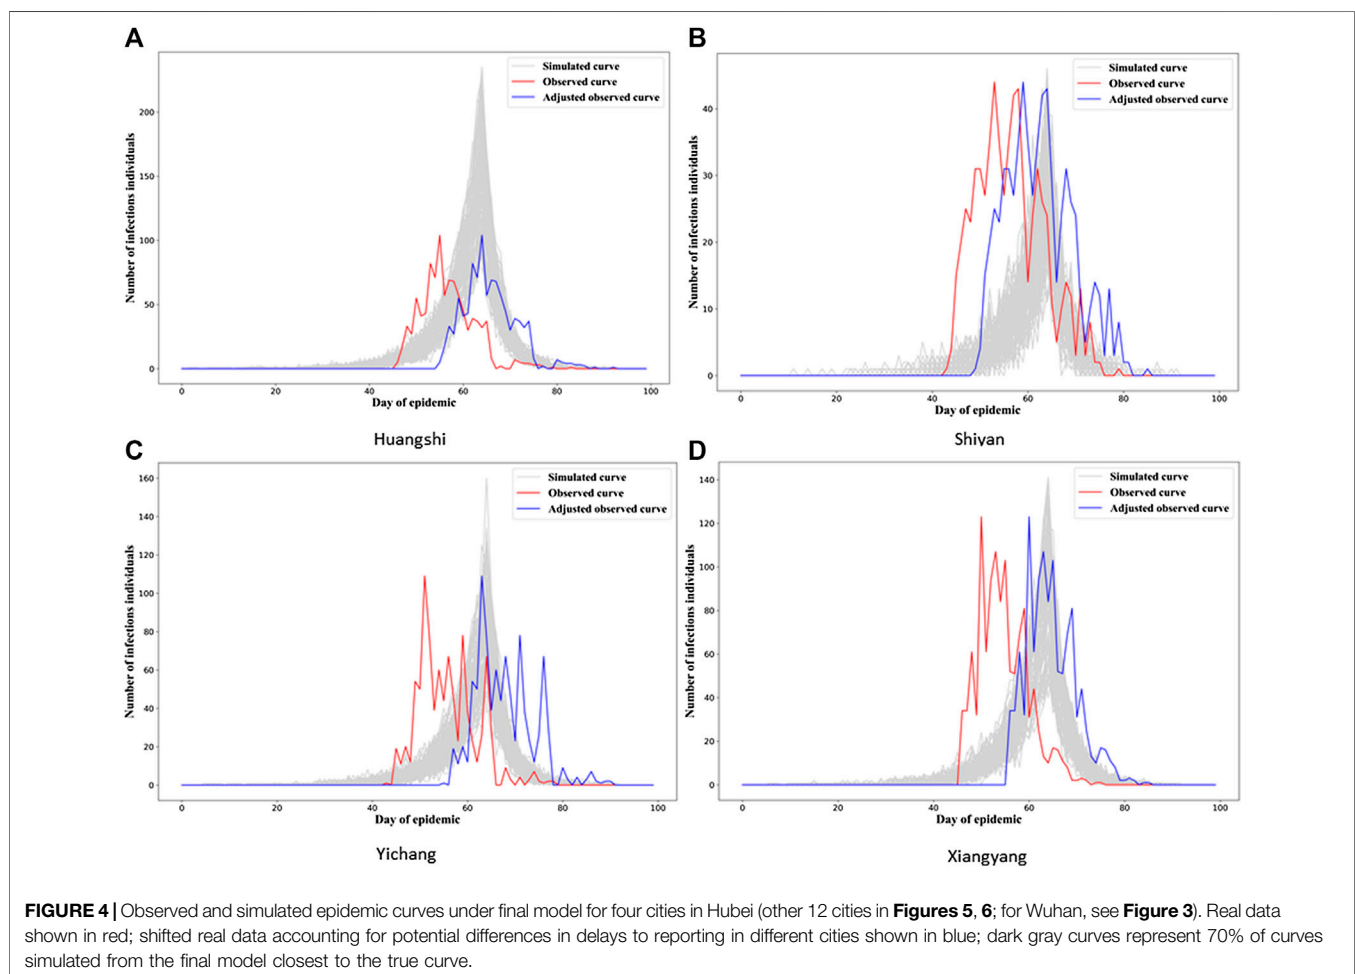 A
Simulated curve
Observed curve
Adjusted observed curve
Number of infections individuals
200
150
100
50
0
0 20 40 60 80 100
Day of epidemic
Huangshi
B
Simulated curve
Observed curve
Adjusted observed curve
Number of infections individuals
40
30
20
10
0
0 20 40 60 80 100
Day of epidemic
Shiyan
C
Simulated curve
Observed curve
Adjusted observed curve
Number of infections individuals
160
140
120
100
80
60
40
20
0
0 20 40 60 80 100
Day of epidemic
Yichang
D
Simulated curve
Observed curve
Adjusted observed curve
Number of infections individuals
140
120
100
80
60
40
20
0
0 20 40 60 80 100
Day of epidemic
Xiangyang
FIGURE 4 | Observed and simulated epidemic curves under final model for four cities in Hubei (other 12 cities in Figures 5, 6; for Wuhan, see Figure 3). Real data
shown in red; shifted real data accounting for potential differences in delays to reporting in different cities shown in blue; dark gray curves represent 70% of curves
simulated from the final model closest to the true curve.